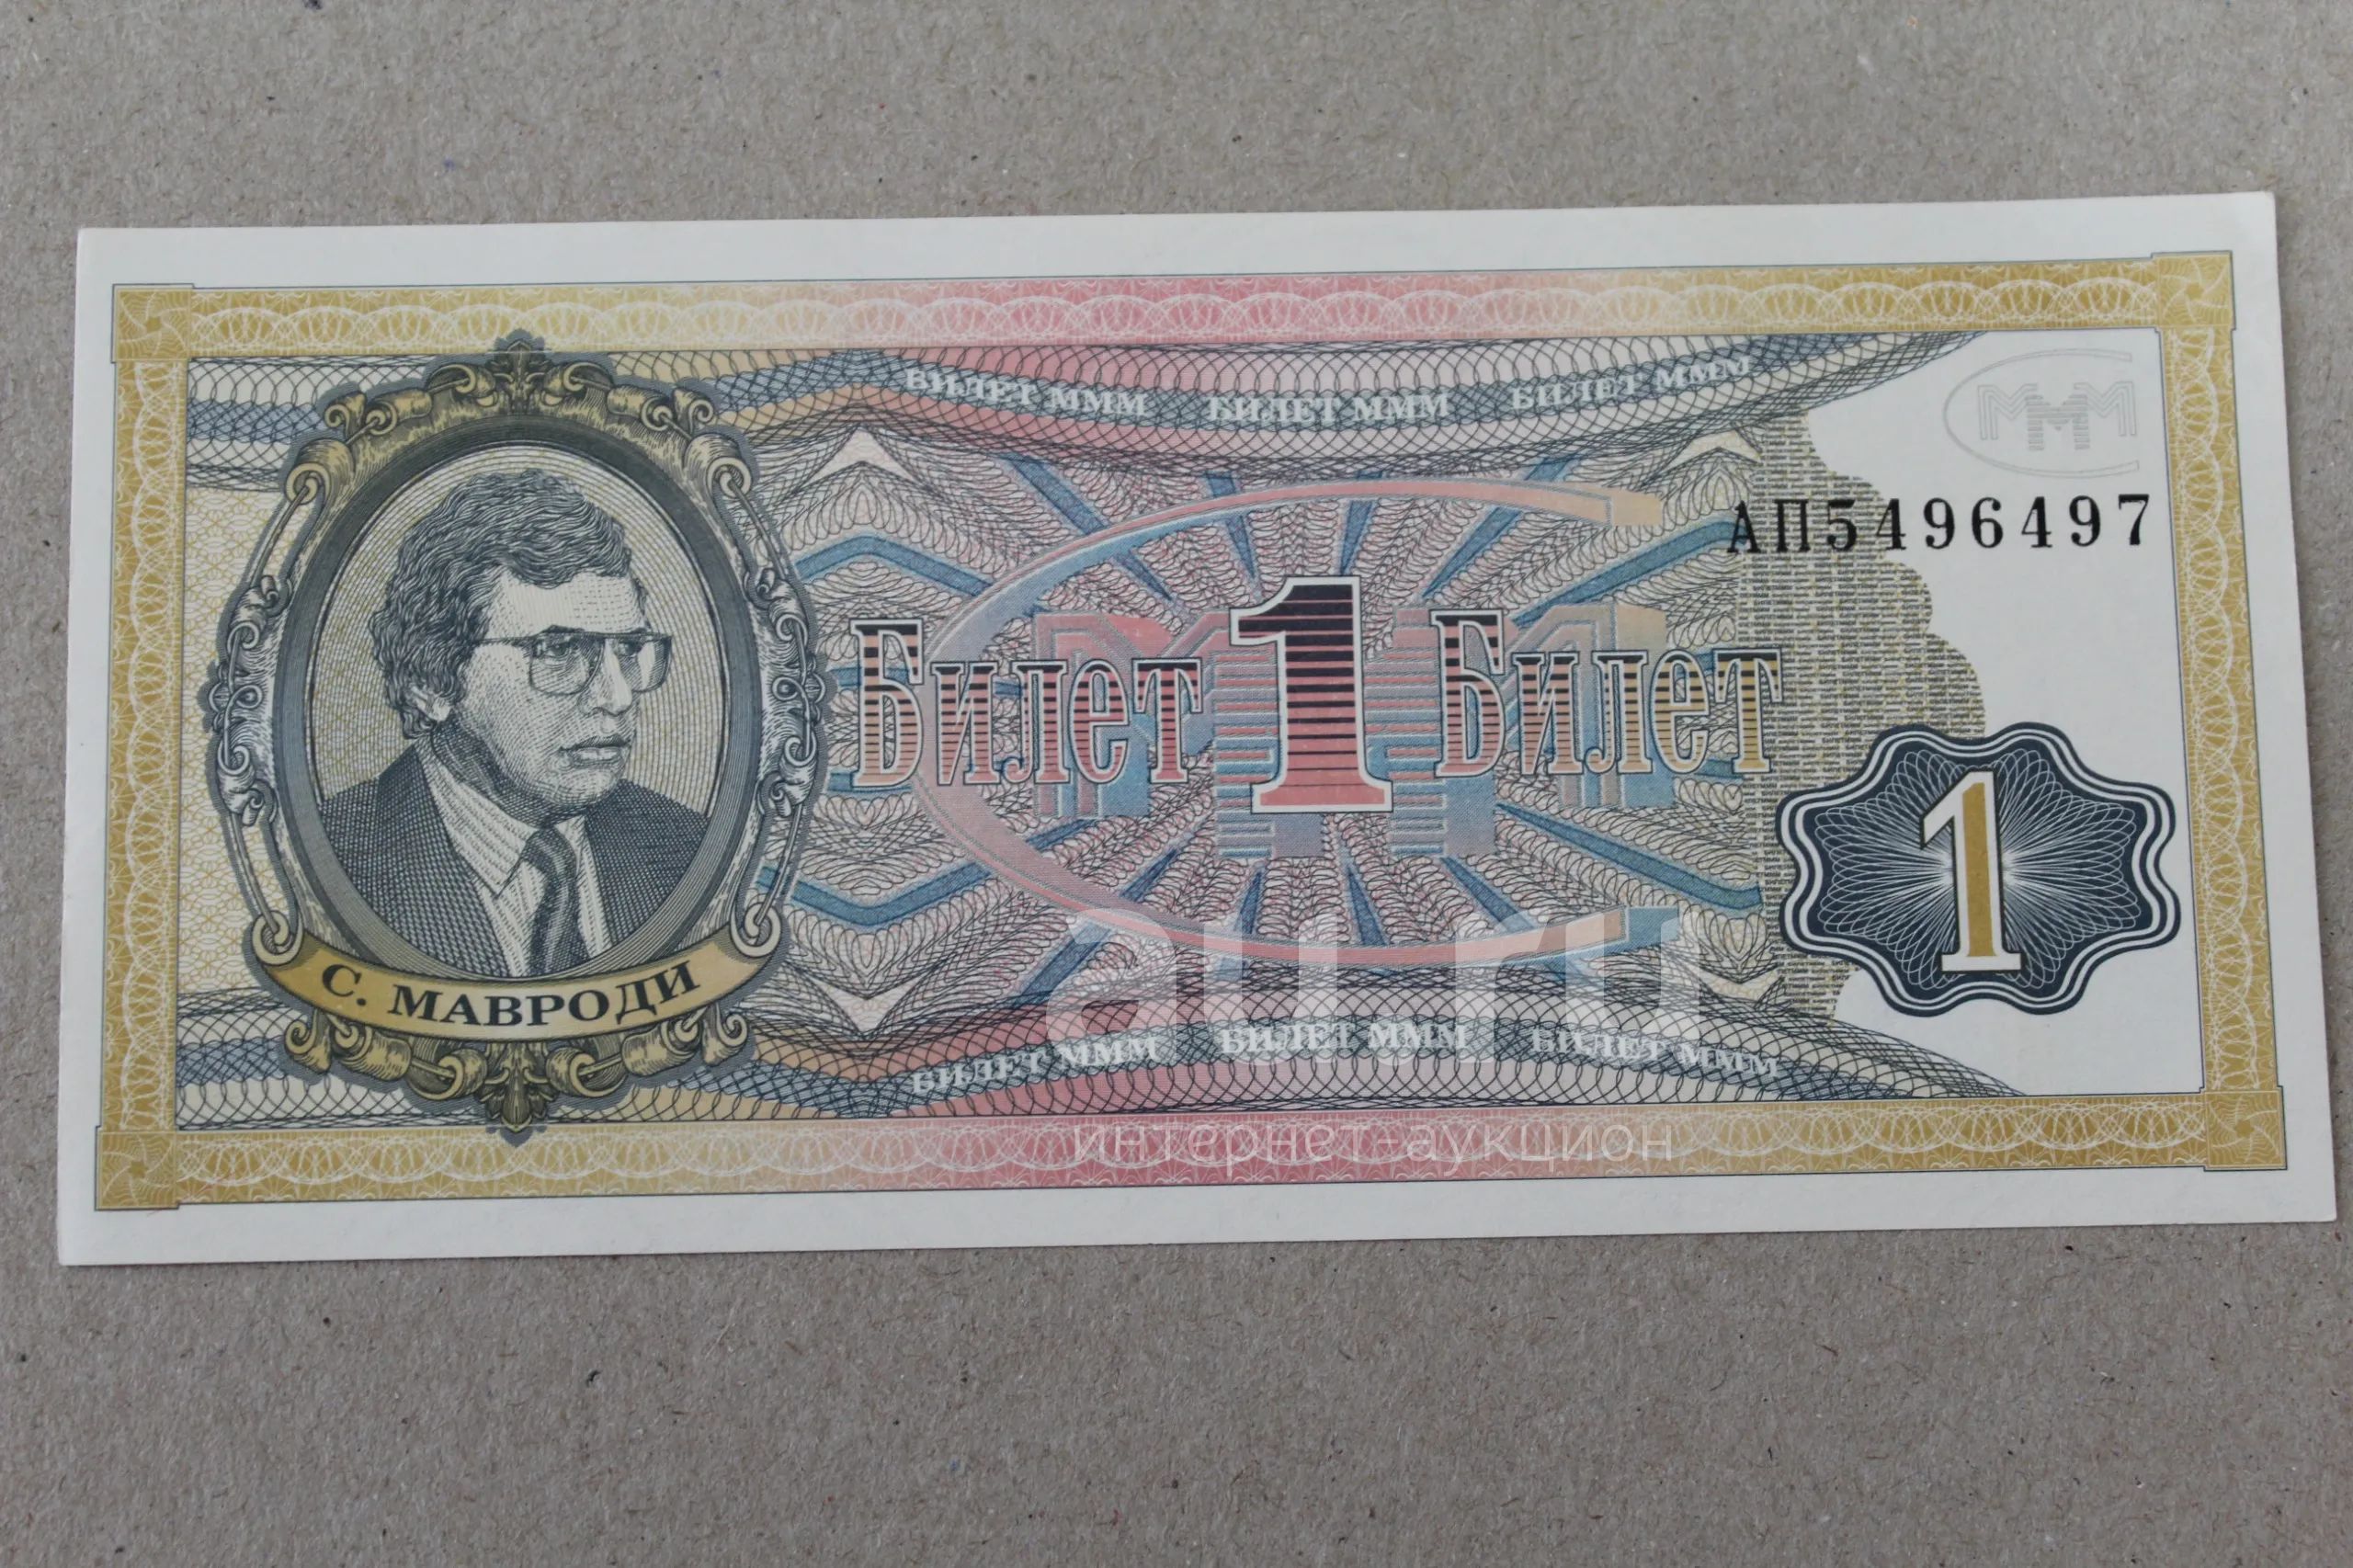 БИЛЕТ МММ БИЛЕТ МММ БИЛЕТ МММ
МММ
АП5496497
Билет 1 Билет
1
С. МАВРОДИ
au.ru
БИЛЕТ МММ БИЛЕТ МММ БИЛЕТ МММ
интернет-аукцион